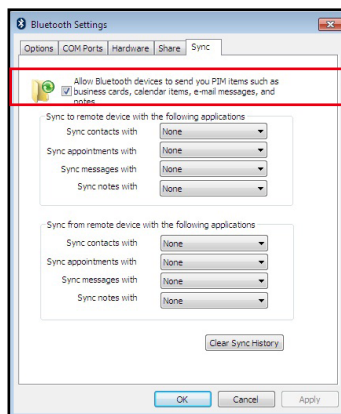 Bluetooth Settings
Options COM Ports Hardware Share Sync
Allow Bluetooth devices to send you PIM items such as
business cards, calendar items, e-mail messages, and
notes.
Sync to remote device with the following applications
Sync contacts with None
Sync appointments with None
Sync messages with None
Sync notes with None
Sync from remote device with the following applications
Sync contacts with None
Sync appointments with None
Sync messages with None
Sync notes with None
Clear Sync History
OK Cancel Apply